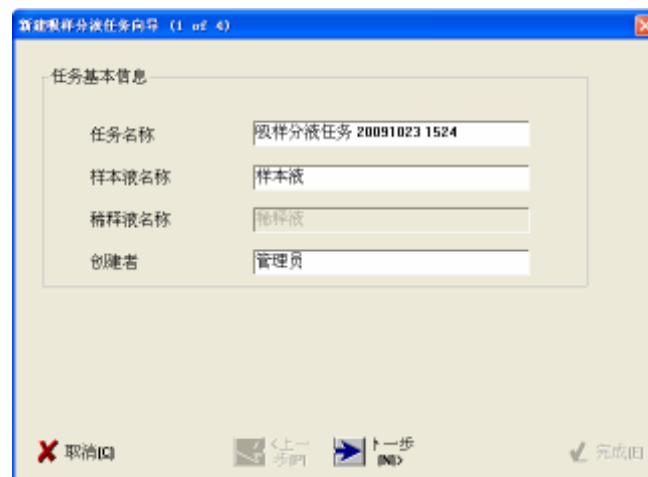 新建吸样分液任务向导 (1 of 4)
任务基本信息
任务名称 吸样分液任务 20091023 1524
样本液名称 样本液
稀释液名称 稀释液
创建者 管理员
取消(C) <上一步(P) 下一步(N)> 完成(E)